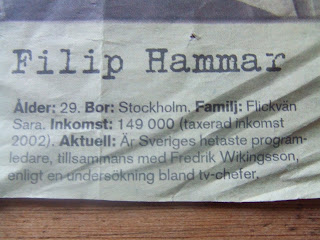 Filip Hammar
Ålder: 29. Bor: Stockholm. Familj: Flickvän
Sara. Inkomst: 149 000 (taxerad inkomst
2002). Aktuell: Är Sveriges hetaste program-
ledare, tillsammans med Fredrik Wikingsson,
enligt en undersökning bland tv-chefer.